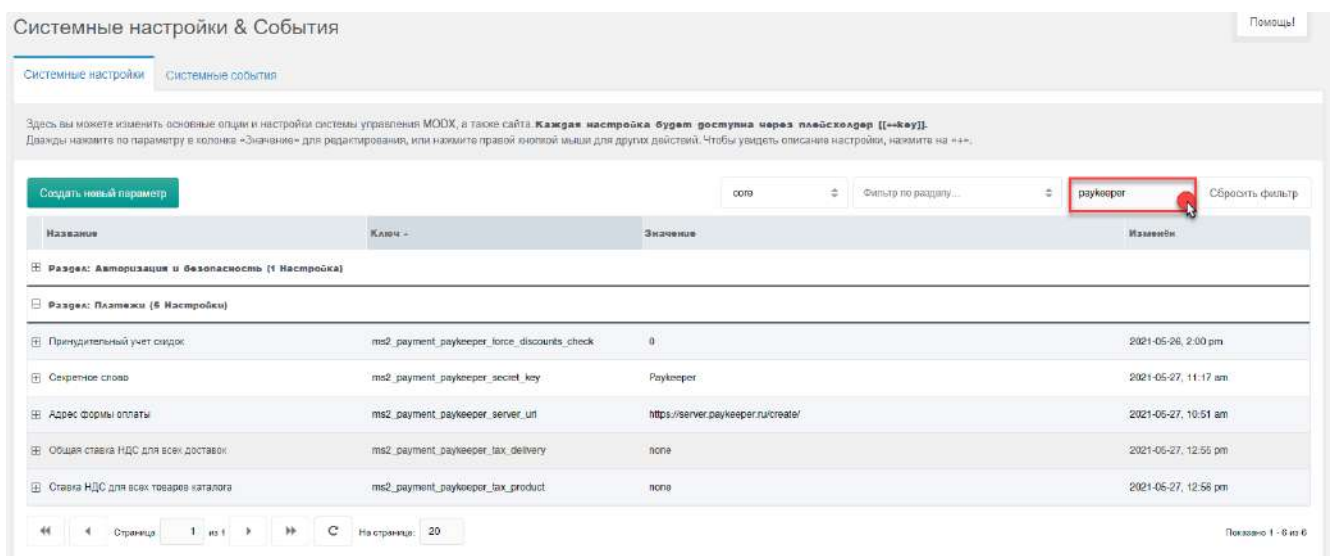 Системные настройки & События
Помощь!
Системные настройки Системные события
Здесь вы можете изменить основные опции и настройки системы управления MODX, а также сайта. Каждая настройка будет доступна через плейсхолдер [[++key]].
Дважды нажмите по параметру в колонке «Значение» для редактирования, или нажмите правой кнопкой мыши для других действий. Чтобы увидеть описание настройки, нажмите на «+».
Создать новый параметр core Фильтр по разделу... paykeeper Сбросить фильтр
Название Ключ Значение Изменён
Раздел: Авторизация и безопасность (1 Настройка)
Раздел: Платежи (5 Настройки)
Принудительный учет скидок ms2_payment_paykeeper_force_discounts_check 0 2021-05-26, 2:00 pm
Секретное слово ms2_payment_paykeeper_secret_key Paykeeper 2021-05-27, 11:17 am
Адрес формы оплаты ms2_payment_paykeeper_server_url https://server.paykeeper.ru/create/ 2021-05-27, 10:51 am
Общая ставка НДС для всех доставок ms2_payment_paykeeper_tax_delivery none 2021-05-27, 12:55 pm
Ставка НДС для всех товаров каталога ms2_payment_paykeeper_tax_product none 2021-05-27, 12:56 pm
Страница 1 из 1 На странице: 20 Показано 1 - 6 из 6